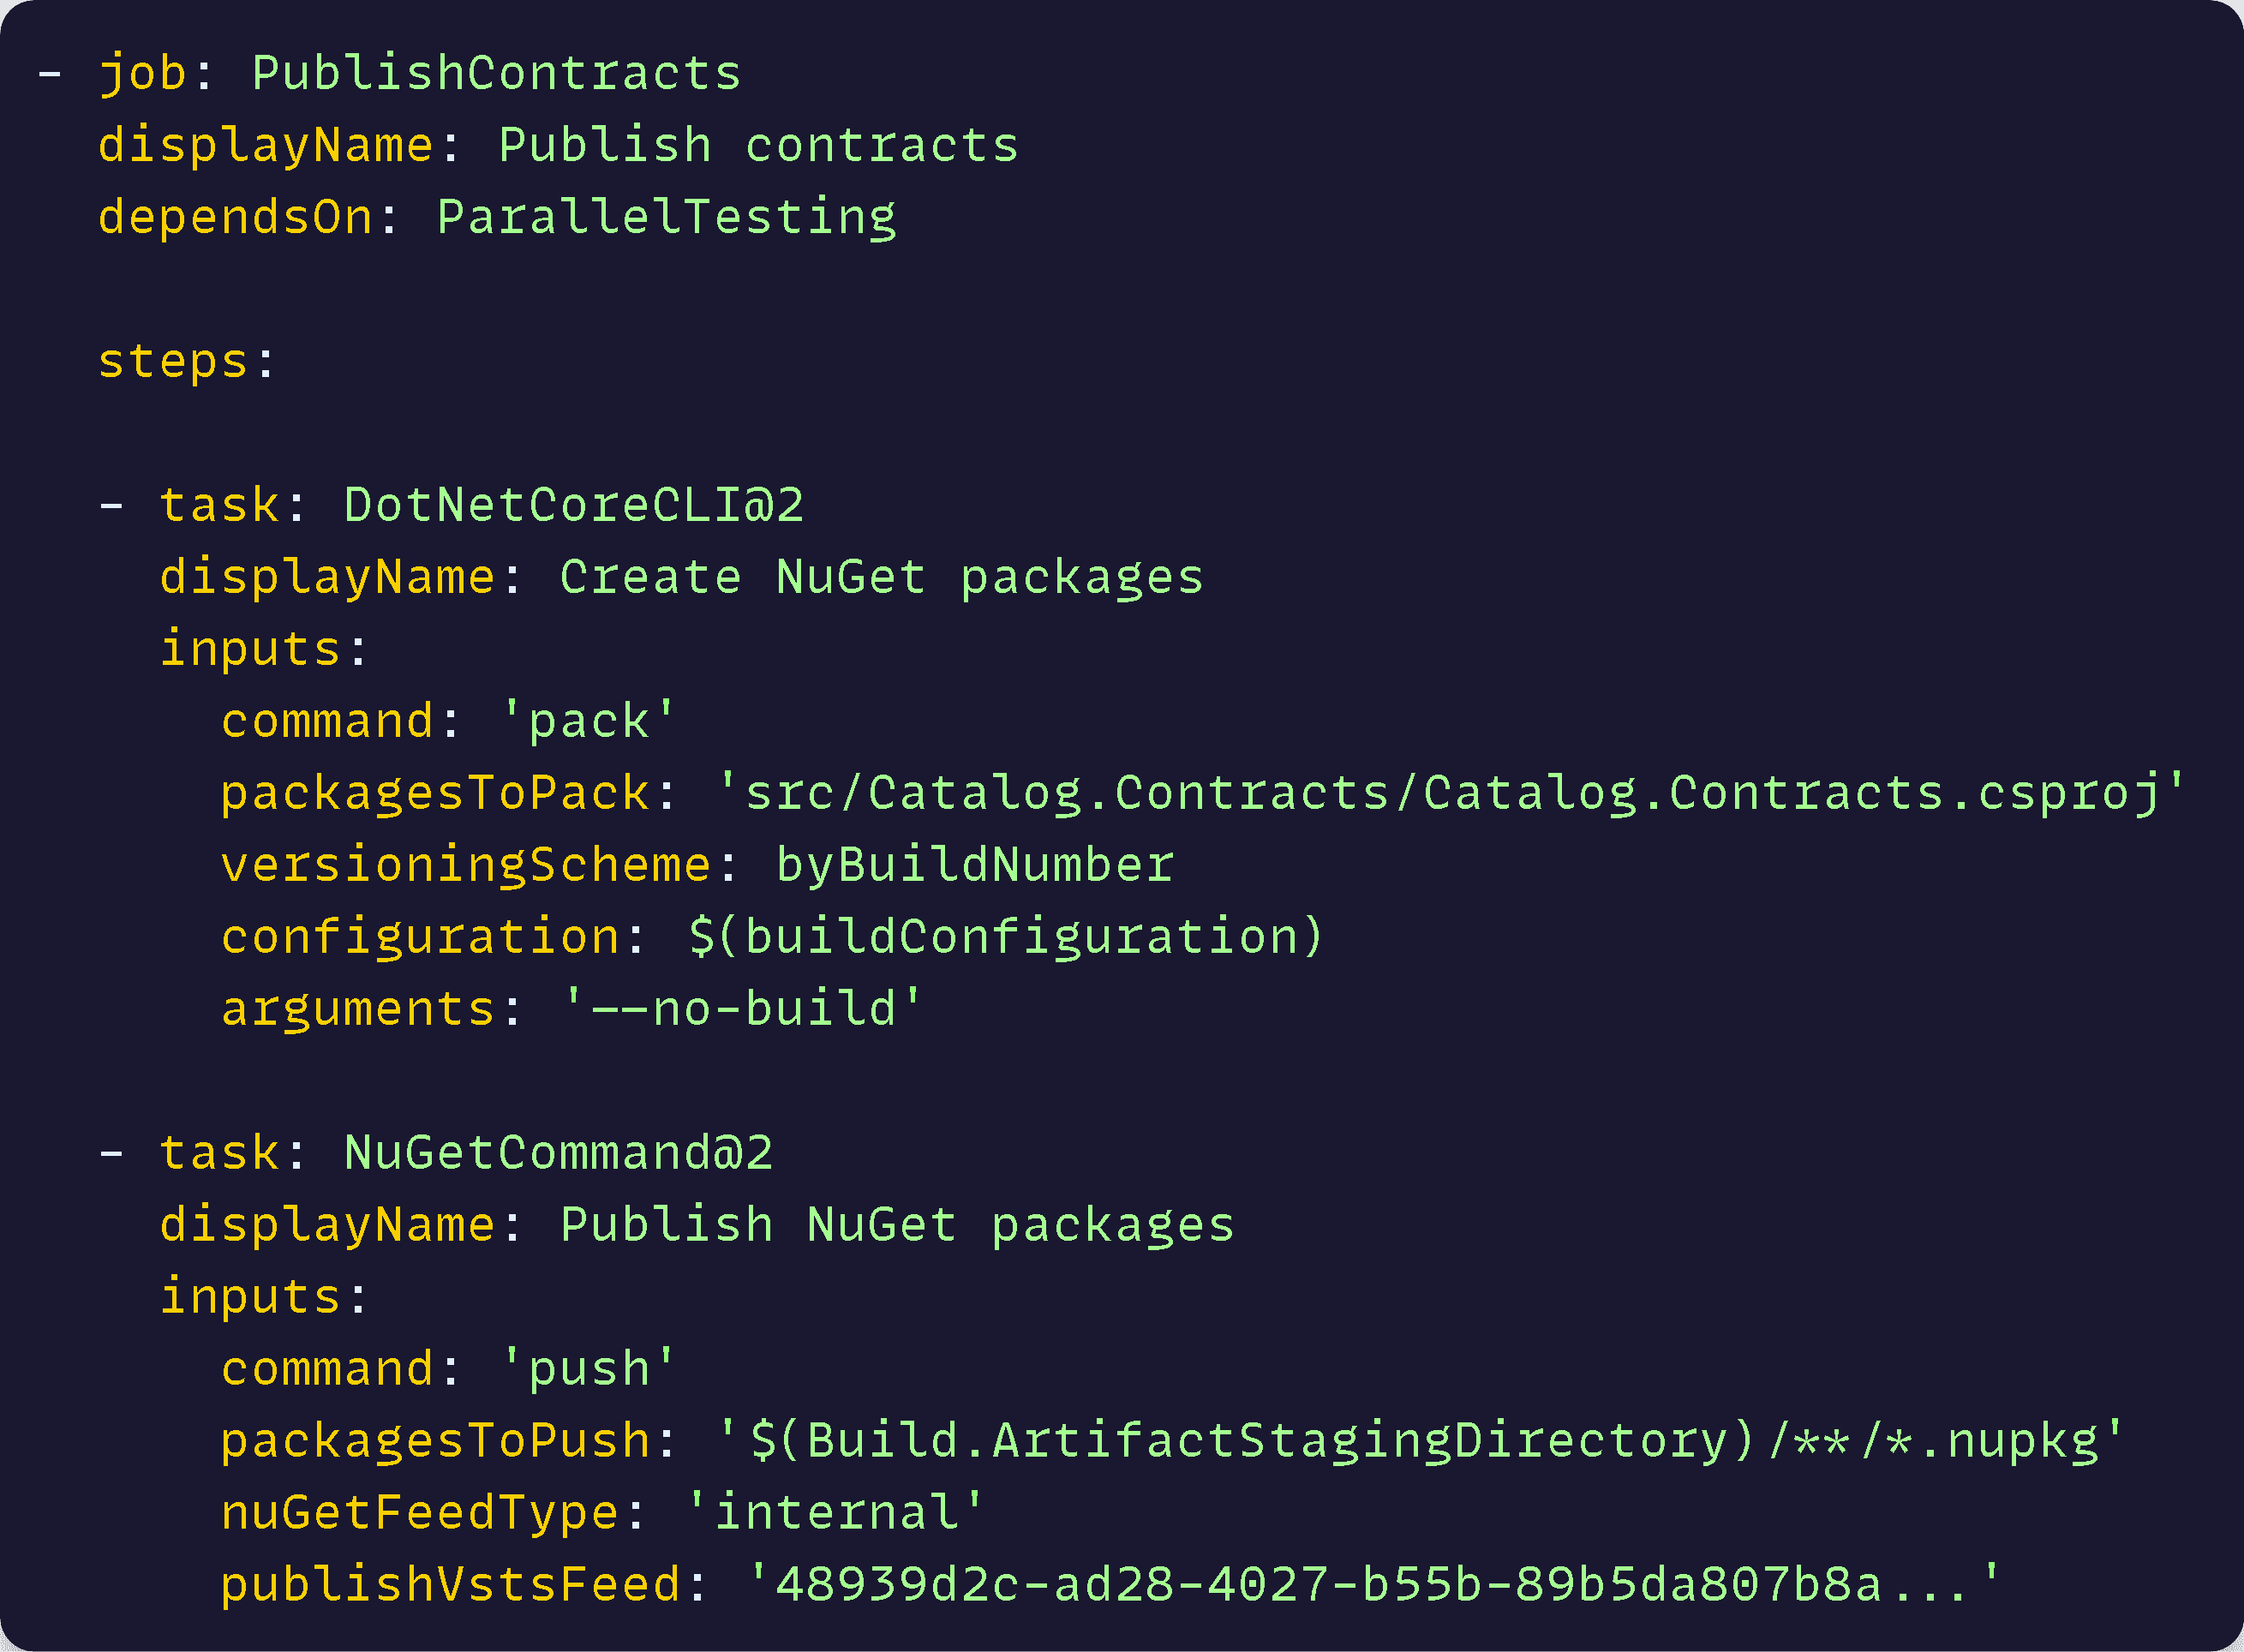 - job: PublishContracts
  displayName: Publish contracts
  dependsOn: ParallelTesting

  steps:

  - task: DotNetCoreCLI@2
    displayName: Create NuGet packages
    inputs:
      command: 'pack'
      packagesToPack: 'src/Catalog.Contracts/Catalog.Contracts.csproj'
      versioningScheme: byBuildNumber
      configuration: $(buildConfiguration)
      arguments: '--no-build'

  - task: NuGetCommand@2
    displayName: Publish NuGet packages
    inputs:
      command: 'push'
      packagesToPush: '$(Build.ArtifactStagingDirectory)/**/*.nupkg'
      nuGetFeedType: 'internal'
      publishVstsFeed: '48939d2c-ad28-4027-b55b-89b5da807b8a...'